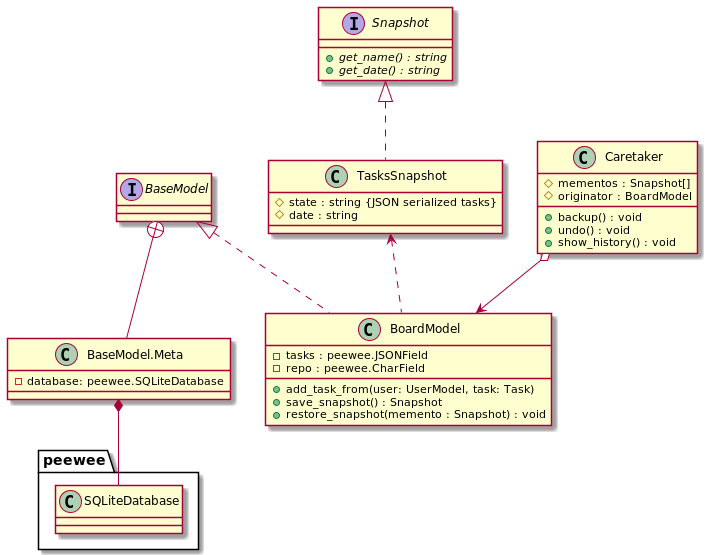 I Snapshot
get_name() : string
get_date() : string
C Caretaker
mementos : Snapshot[]
originator : BoardModel
backup() : void
undo() : void
show_history() : void
C TasksSnapshot
state : string {JSON serialized tasks}
date : string
I BaseModel
C BoardModel
tasks : peewee.JSONField
repo : peewee.CharField
add_task_from(user: UserModel, task: Task)
save_snapshot() : Snapshot
restore_snapshot(memento : Snapshot) : void
C BaseModel.Meta
database: peewee.SQLiteDatabase
peewee
C SQLiteDatabase